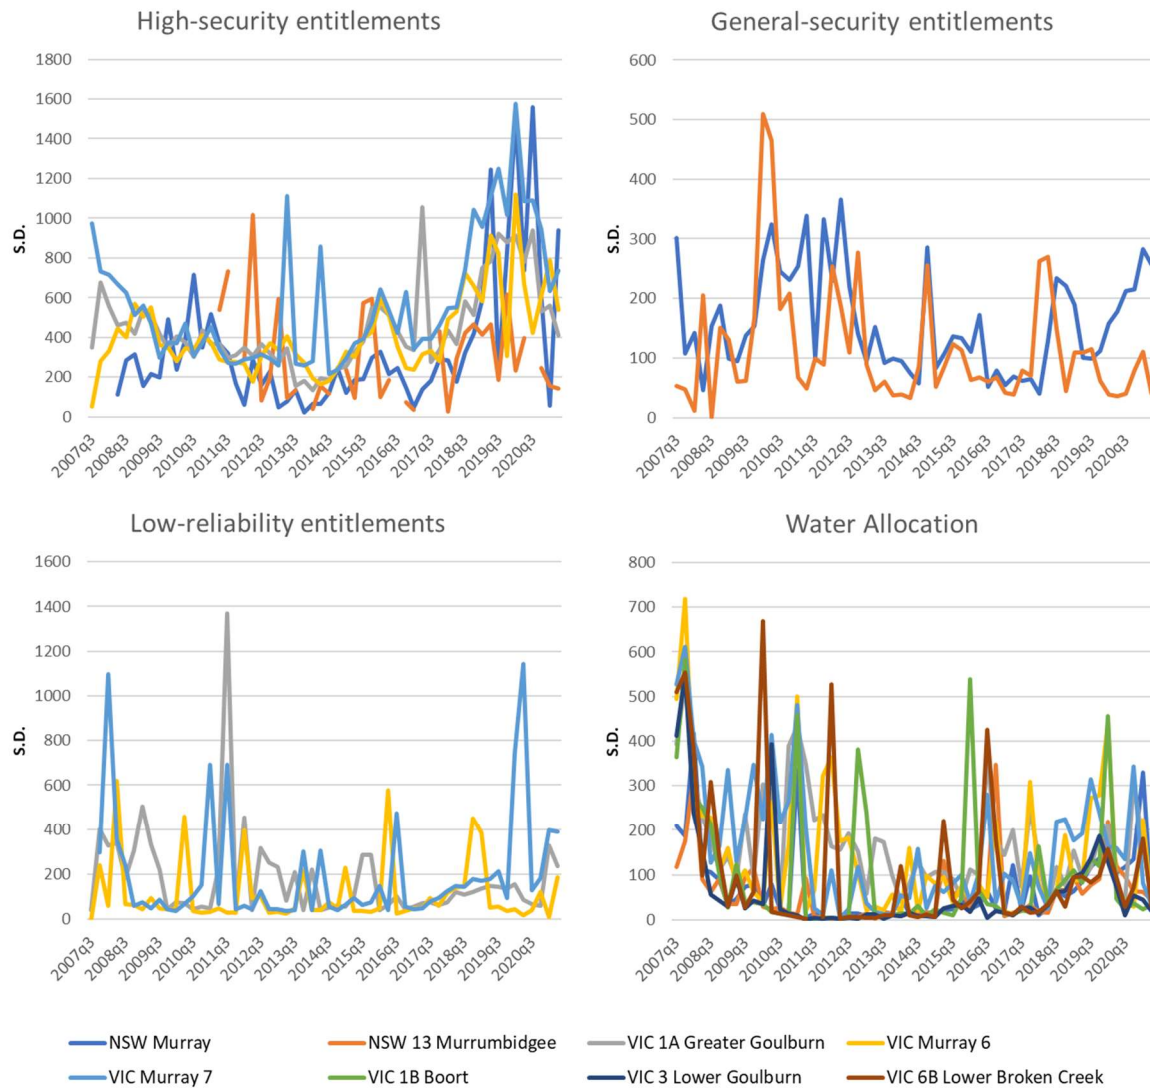 High-security entitlements
1800
1600
1400
1200
1000
800
600
400
200
0
S.D.
2007q3
2008q3
2009q3
2010q3
2011q3
2012q3
2013q3
2014q3
2015q3
2016q3
2017q3
2018q3
2019q3
2020q3
General-security entitlements
600
500
400
300
200
100
0
S.D.
2007q3
2008q3
2009q3
2010q3
2011q3
2012q3
2013q3
2014q3
2015q3
2016q3
2017q3
2018q3
2019q3
2020q3
Low-reliability entitlements
1600
1400
1200
1000
800
600
400
200
0
S.D.
2007q3
2008q3
2009q3
2010q3
2011q3
2012q3
2013q3
2014q3
2015q3
2016q3
2017q3
2018q3
2019q3
2020q3
Water Allocation
800
700
600
500
400
300
200
100
0
S.D.
2007q3
2008q3
2009q3
2010q3
2011q3
2012q3
2013q3
2014q3
2015q3
2016q3
2017q3
2018q3
2019q3
2020q3
NSW Murray
NSW 13 Murrumbidgee
VIC 1A Greater Goulburn
VIC Murray 6
VIC Murray 7
VIC 1B Boort
VIC 3 Lower Goulburn
VIC 6B Lower Broken Creek